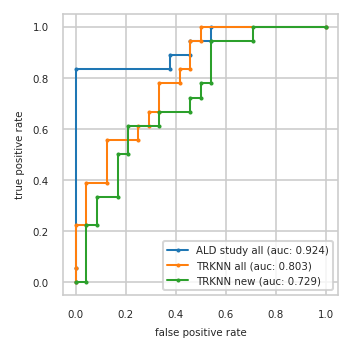 1.0
0.8
0.6
0.4
0.2
0.0
true positive rate
ALD study all (auc: 0.924)
TRKNN all (auc: 0.803)
TRKNN new (auc: 0.729)
0.0 0.2 0.4 0.6 0.8 1.0
false positive rate